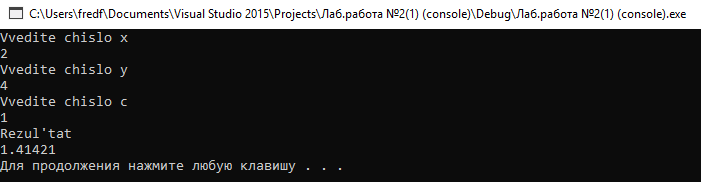 C:\Users\fredf\Documents\Visual Studio 2015\Projects\Лаб.работа №2(1) (console)\Debug\Лаб.работа №2(1) (console).exe
Vvedite chislo x
2
Vvedite chislo y
4
Vvedite chislo c
1
Rezul'tat
1.41421
Для продолжения нажмите любую клавишу . . .